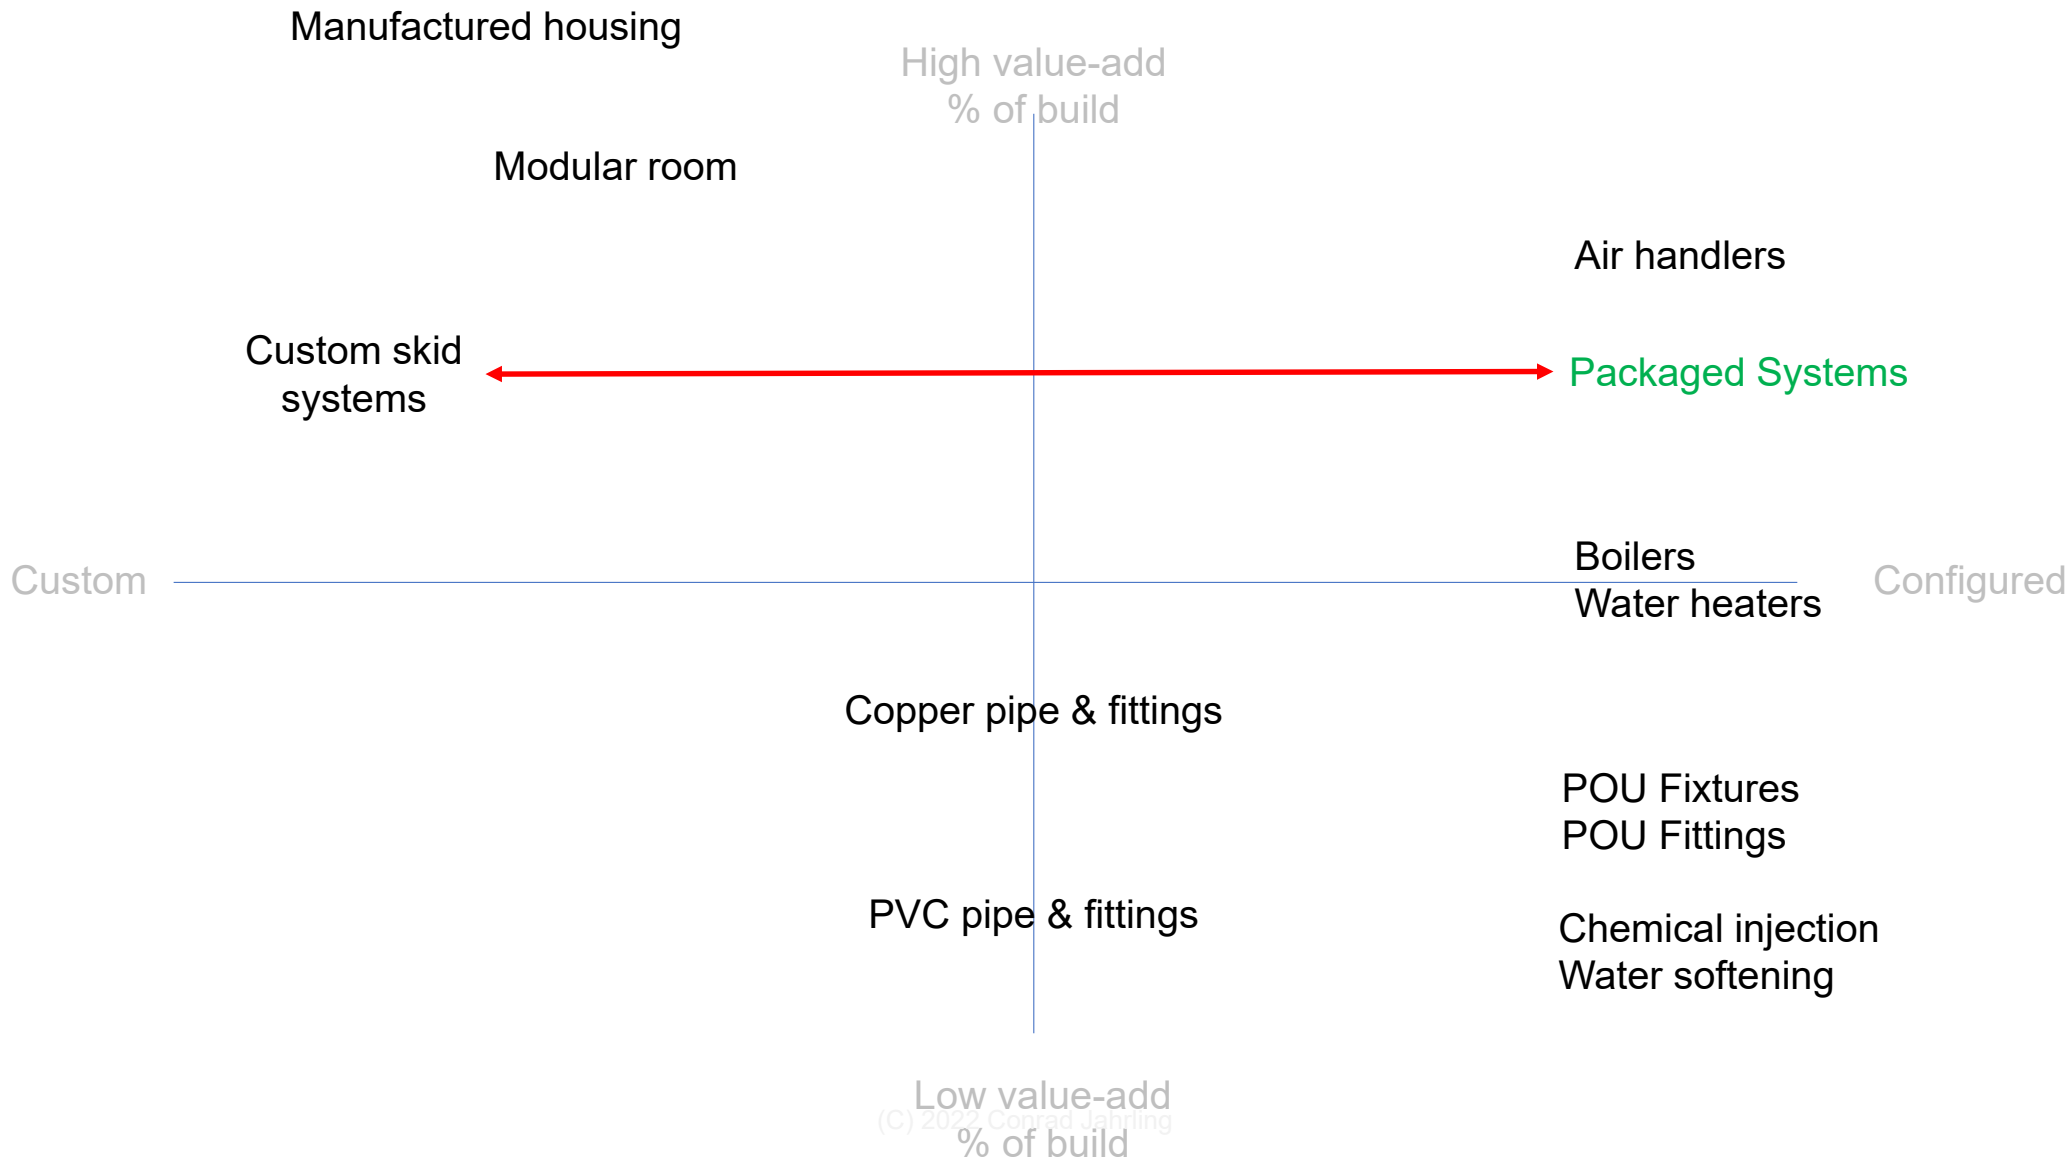 Manufactured housing
High value-add
% of build
Modular room
Air handlers
Custom skid
systems
Packaged Systems
Boilers
Custom
Configured
Water heaters
Copper pipe & fittings
POU Fixtures
POU Fittings
PVC pipe & fittings
Chemical injection
Water softening
Low value-add
(C) 2022 Conrad Jahrling
% of build